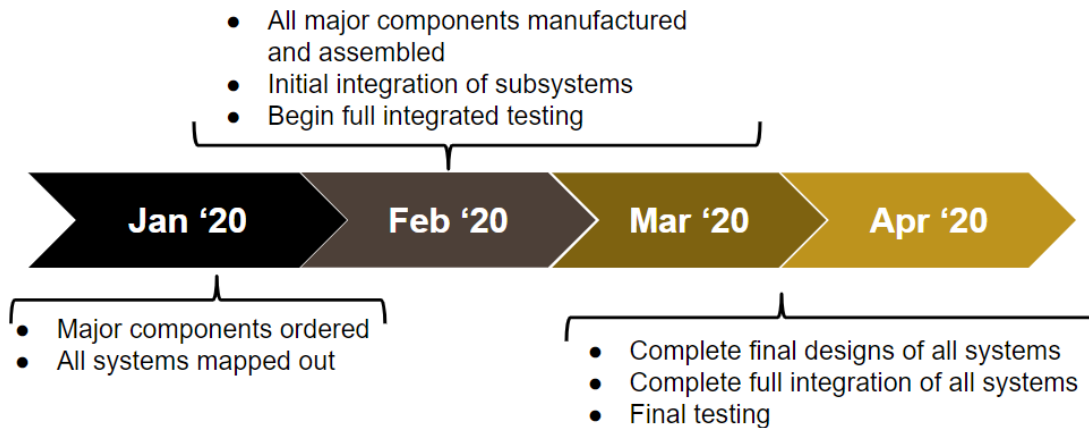 ● All major components manufactured
and assembled
● Initial integration of subsystems
● Begin full integrated testing
Jan ‘20
Feb ‘20
Mar ‘20
Apr ‘20
● Major components ordered
● All systems mapped out
● Complete final designs of all systems
● Complete full integration of all systems
● Final testing